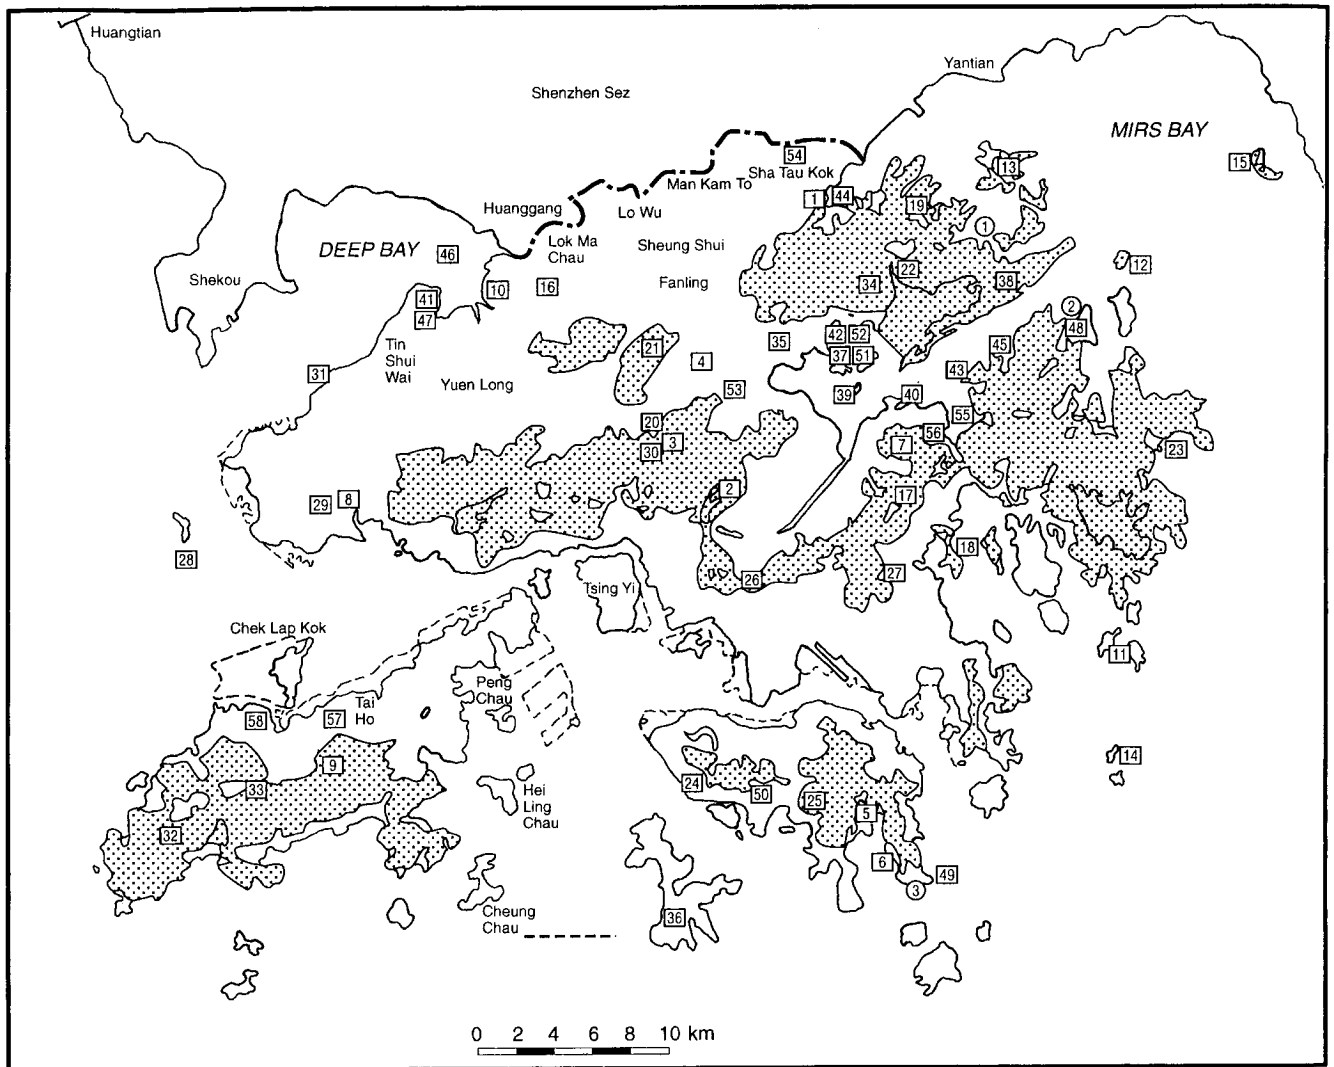 Huangtian
Yantian
Shenzhen Sez
MIRS BAY
54
13
15
Sha Tau Kok
Man Kam To
1
44
Huanggang
Lo Wu
19
1
DEEP BAY
Lok Ma
Chau
Sheung Shui
46
12
22
Shekou
Fanling
34
38
10
16
41
47
2
48
42
52
35
45
Tin
Shui
Wai
21
37
51
4
31
43
Yuen Long
53
39
40
20
55
56
3
7
30
23
2
17
29
8
18
28
27
26
Tsing Yi
Chek Lap Kok
11
Peng
Chau
Tai
Ho
58
57
14
9
33
Hei
Ling
Chau
24
50
25
5
32
6
49
3
Cheung
Chau
36
0 2 4 6 8 10 km